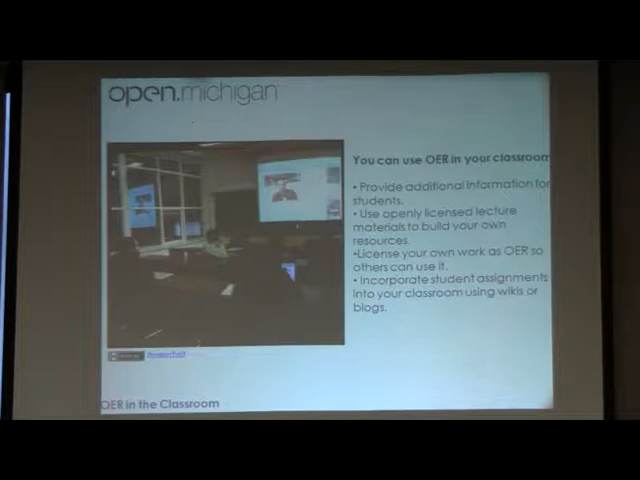 open.michigan
You can use OER in your classroom
• Provide additional information for
students.
• Use openly licensed lecture
materials to build your own
resources.
•License your own work as OER so
others can use it.
• Incorporate student assignments
into your classroom using wikis or
blogs.
OER in the Classroom